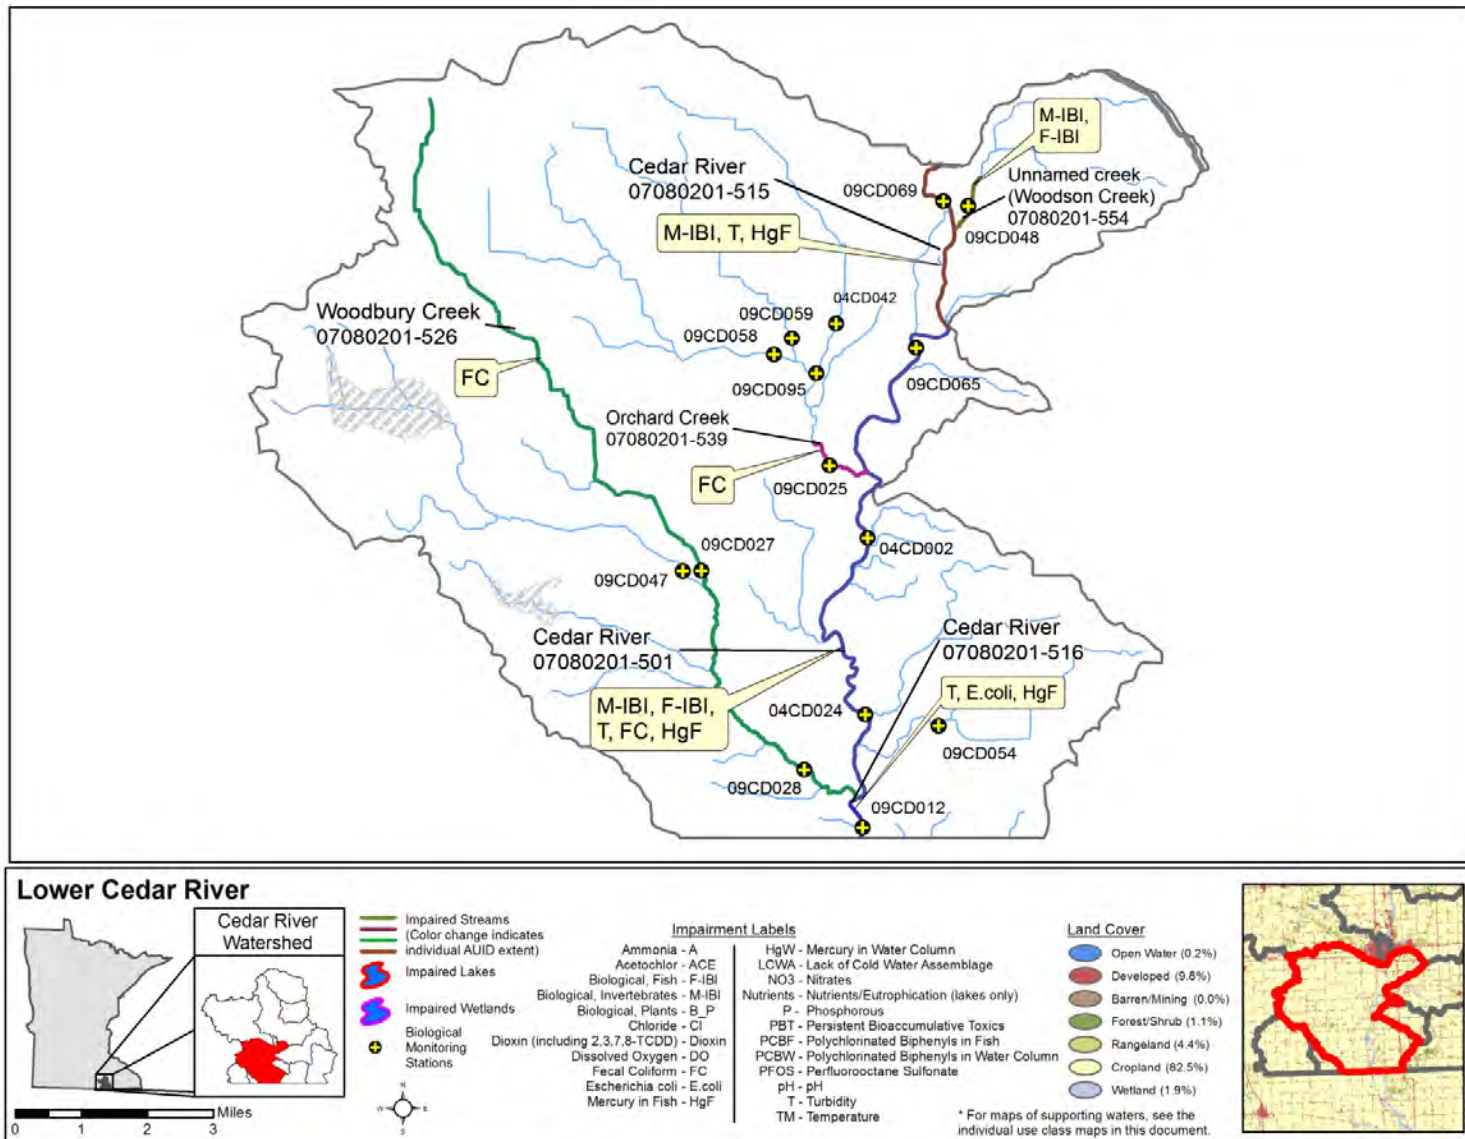 M-IBI,
F-IBI
Cedar River
07080201-515
09CD069
Unnamed creek
(Woodson Creek)
07080201-554
09CD048
M-IBI, T, HgF
04CD042
09CD059
09CD058
Woodbury Creek
07080201-526
FC
09CD095
09CD065
Orchard Creek
07080201-539
FC
09CD025
04CD002
09CD027
09CD047
Cedar River
07080201-501
Cedar River
07080201-516
M-IBI, F-IBI,
T, FC, HgF
T, E.coli, HgF
04CD024
09CD054
09CD028
09CD012
Lower Cedar River
Cedar River
Watershed
Miles
0 1 2 3
Impaired Streams
(Color change indicates
individual AUID extent)
Impaired Lakes
Impaired Wetlands
Biological
Monitoring
Stations
N
W E
S
Impairment Labels
Ammonia - A
Acetochlor - ACE
Biological, Fish - F-IBI
Biological, Invertebrates - M-IBI
Biological, Plants - B_P
Chloride - Cl
Dioxin (including 2,3,7,8-TCDD) - Dioxin
Dissolved Oxygen - DO
Fecal Coliform - FC
Escherichia coli - E.coli
Mercury in Fish - HgF
HgW - Mercury in Water Column
LCWA - Lack of Cold Water Assemblage
NO3 - Nitrates
Nutrients - Nutrients/Eutrophication (lakes only)
P - Phosphorous
PBT - Persistent Bioaccumulative Toxics
PCBF - Polychlorinated Biphenyls in Fish
PCBW - Polychlorinated Biphenyls in Water Column
PFOS - Perfluorooctane Sulfonate
pH - pH
T - Turbidity
TM - Temperature
Land Cover
Open Water (0.2%)
Developed (9.8%)
Barren/Mining (0.0%)
Forest/Shrub (1.1%)
Rangeland (4.4%)
Cropland (82.5%)
Wetland (1.9%)
* For maps of supporting waters, see the
individual use class maps in this document.